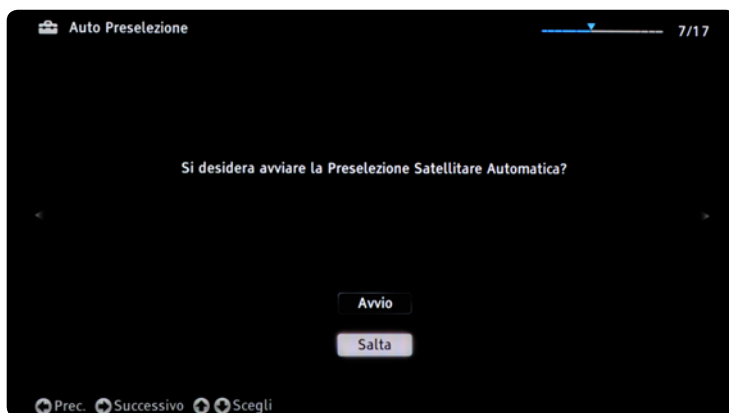 Auto Preselezione
7/17
Si desidera avviare la Preselezione Satellitare Automatica?
Avvio
Salta
Prec. Successivo Scegli